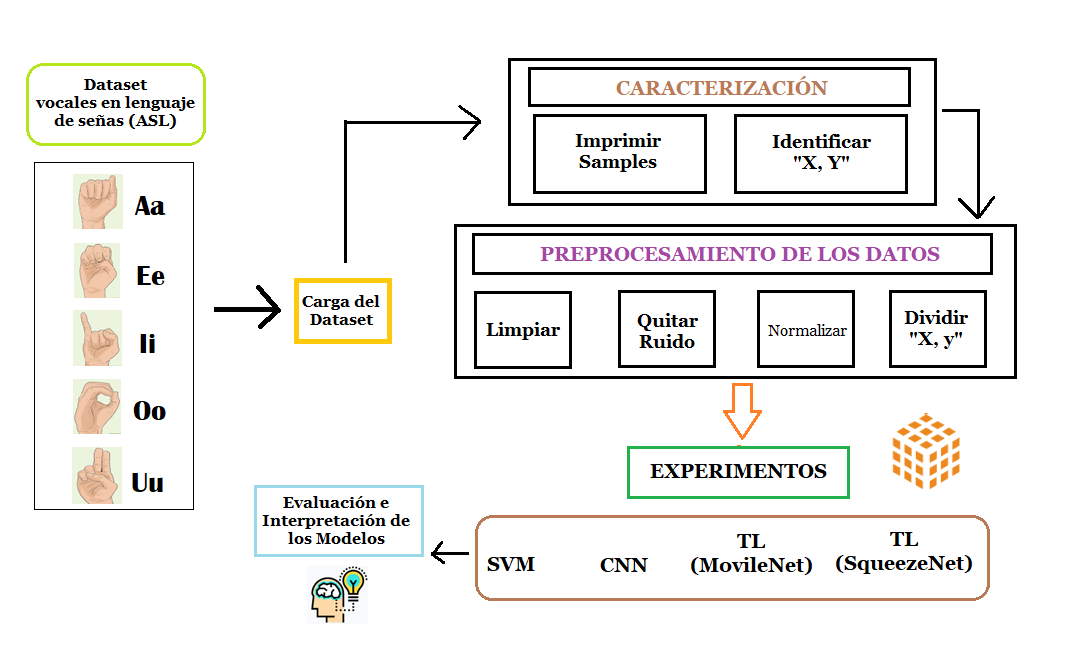 Dataset
vocales en lenguaje
de señas (ASL)
Aa
Ee
Ii
Oo
Uu
Carga del
Dataset
CARACTERIZACIÓN
Imprimir
Samples
Identificar
"X, Y"
PREPROCESAMIENTO DE LOS DATOS
Limpiar
Quitar
Ruido
Normalizar
Dividir
"X, y"
EXPERIMENTOS
SVM
CNN
TL
(MovileNet)
TL
(SqueezeNet)
Evaluación e
Interpretación de
los Modelos